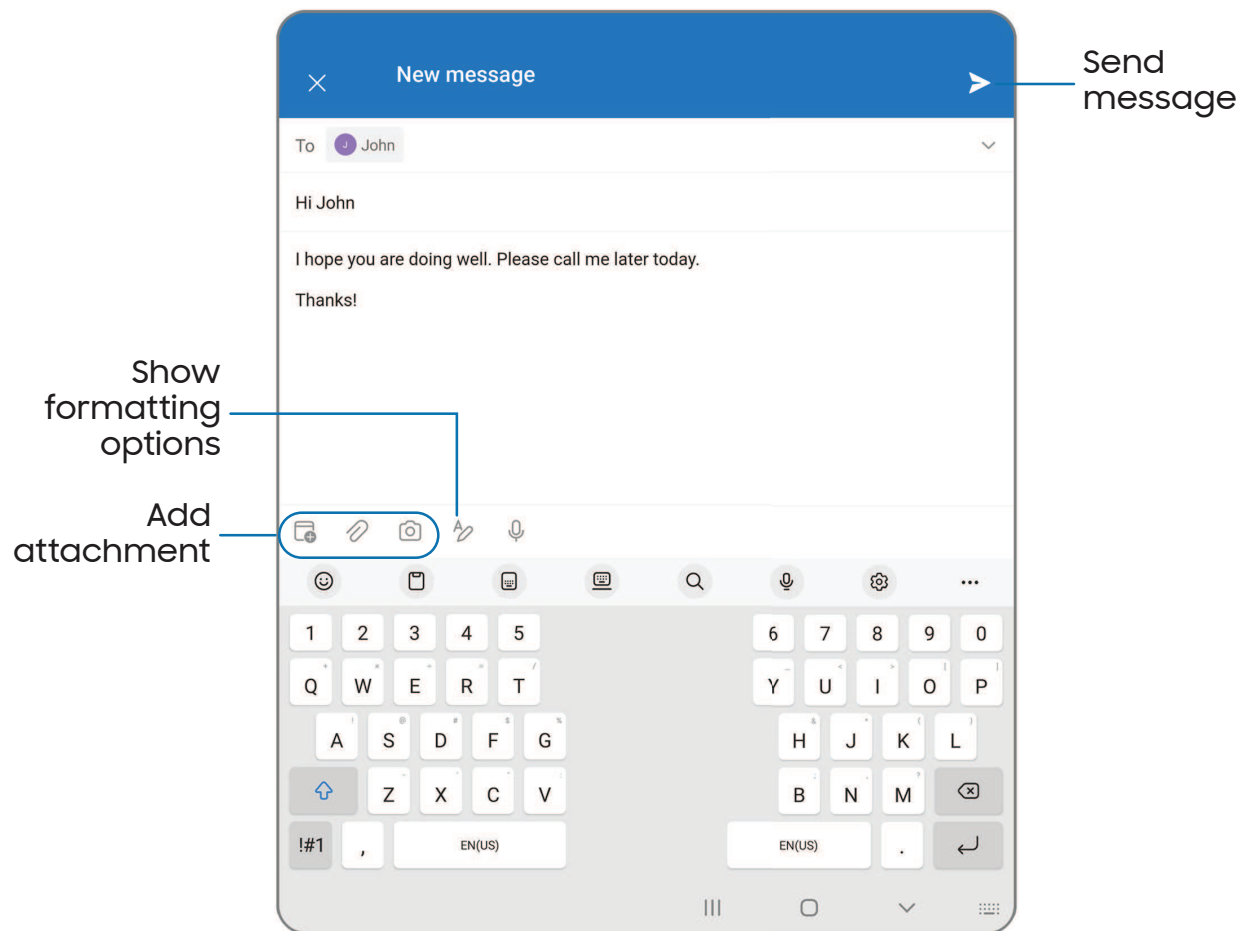 New message
Send
message
To J John
Hi John
I hope you are doing well. Please call me later today.
Thanks!
Show
formatting
options
Add
attachment
1 2 3 4 5 6 7 8 9 0
Q W E R T Y U I O P
A S D F G H J K L
Z X C V B N M
!#1 , EN(US) EN(US) .